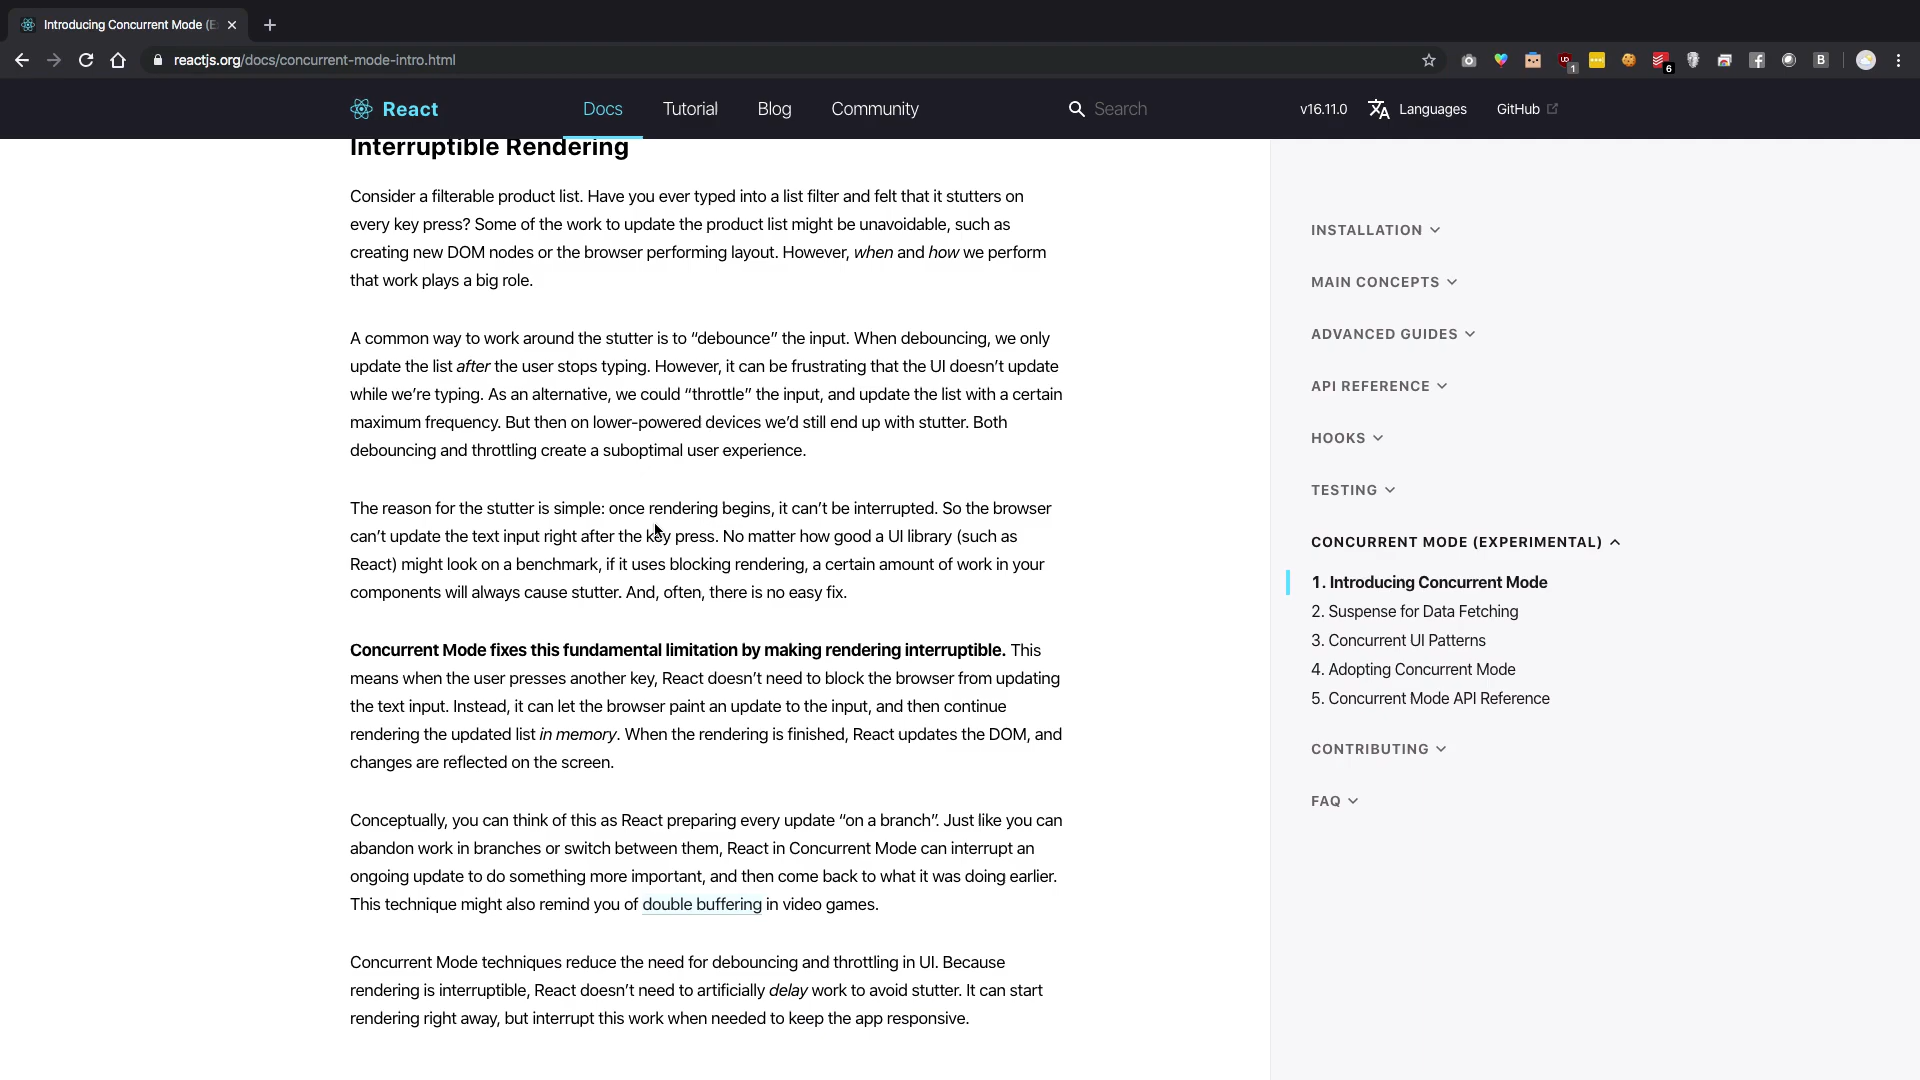 Introducing Concurrent Mode (E
reactjs.org/docs/concurrent-mode-intro.html
1
6
B
React
Docs
Tutorial
Blog
Community
Search
v16.11.0
Languages
GitHub
Interruptible Rendering
Consider a filterable product list. Have you ever typed into a list filter and felt that it stutters on
every key press? Some of the work to update the product list might be unavoidable, such as
creating new DOM nodes or the browser performing layout. However, when and how we perform
that work plays a big role.
A common way to work around the stutter is to “debounce” the input. When debouncing, we only
update the list after the user stops typing. However, it can be frustrating that the UI doesn’t update
while we’re typing. As an alternative, we could “throttle” the input, and update the list with a certain
maximum frequency. But then on lower-powered devices we’d still end up with stutter. Both
debouncing and throttling create a suboptimal user experience.
The reason for the stutter is simple: once rendering begins, it can’t be interrupted. So the browser
can’t update the text input right after the key press. No matter how good a UI library (such as
React) might look on a benchmark, if it uses blocking rendering, a certain amount of work in your
components will always cause stutter. And, often, there is no easy fix.
Concurrent Mode fixes this fundamental limitation by making rendering interruptible. This
means when the user presses another key, React doesn’t need to block the browser from updating
the text input. Instead, it can let the browser paint an update to the input, and then continue
rendering the updated list in memory. When the rendering is finished, React updates the DOM, and
changes are reflected on the screen.
Conceptually, you can think of this as React preparing every update “on a branch”. Just like you can
abandon work in branches or switch between them, React in Concurrent Mode can interrupt an
ongoing update to do something more important, and then come back to what it was doing earlier.
This technique might also remind you of double buffering in video games.
Concurrent Mode techniques reduce the need for debouncing and throttling in UI. Because
rendering is interruptible, React doesn’t need to artificially delay work to avoid stutter. It can start
rendering right away, but interrupt this work when needed to keep the app responsive.
INSTALLATION
MAIN CONCEPTS
ADVANCED GUIDES
API REFERENCE
HOOKS
TESTING
CONCURRENT MODE (EXPERIMENTAL)
1. Introducing Concurrent Mode
2. Suspense for Data Fetching
3. Concurrent UI Patterns
4. Adopting Concurrent Mode
5. Concurrent Mode API Reference
CONTRIBUTING
FAQ